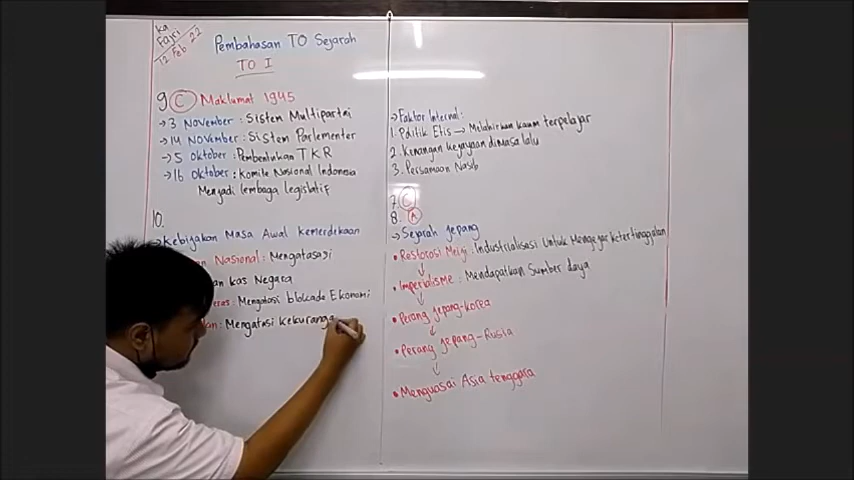 Ka
Fajri
12 Feb 22
Pembahasan TO Sejarah
TO I
9 C Maklumat 1945
→ 3 November : Sistem Multipartai
→ 14 November : Sistem Parlementer
→ 5 Oktober : Pembentukan TKR
→ 16 Oktober : Komite Nasional Indonesia
Menjadi lembaga legislatif
10.
→ Kebijakan Masa Awal Kemerdekaan
Nasional : Mengatasi
kas Negara
eras : Mengatasi blokade Ekonomi
: Mengatasi Kekuranga
→ Faktor Internal :
1. Politik Etis → Melahirkan kaum terpelajar
2. Kenangan kejayaan dimasa lalu
3. Persamaan Nasib
7. C
8. A
→ Sejarah Jepang
• Restorasi Meiji : Industrialisasi Untuk Mengejar ketertinggalan
↓
• Imperialisme : Mendapatkan Sumber daya
↓
• Perang Jepang-korea
↓
• Perang Jepang-Rusia
↓
• Menguasai Asia tenggara